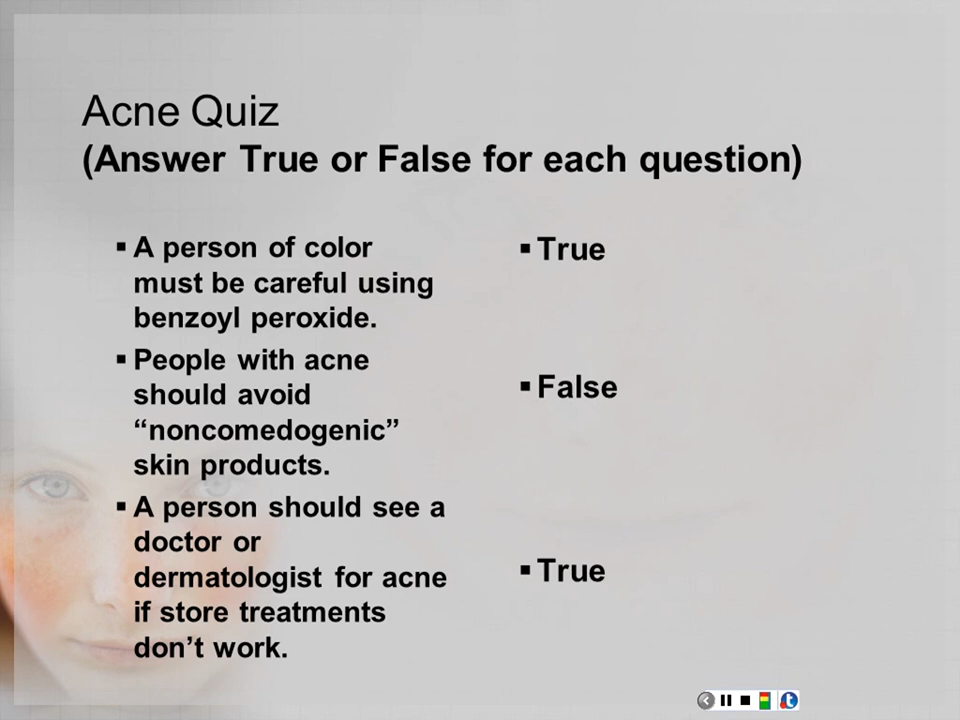 Acne Quiz
(Answer True or False for each question)
▪ A person of color
must be careful using
benzoyl peroxide.
▪ People with acne
should avoid
“noncomedogenic”
skin products.
▪ A person should see a
doctor or
dermatologist for acne
if store treatments
don’t work.
▪ True
▪ False
▪ True
t